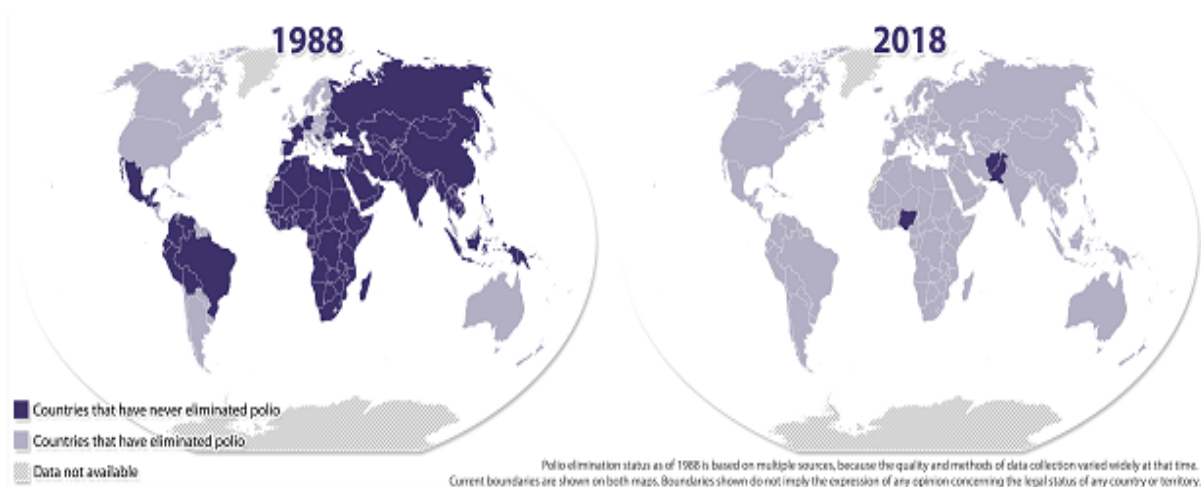 1988
2018
Countries that have never eliminated polio
Countries that have eliminated polio
Data not available
Polio elimination status as of 1988 is based on multiple sources, because the quality and methods of data collection varied widely at that time.
Current boundaries are shown on both maps. Boundaries shown do not imply the expression of any opinion concerning the legal status of any country or territory.